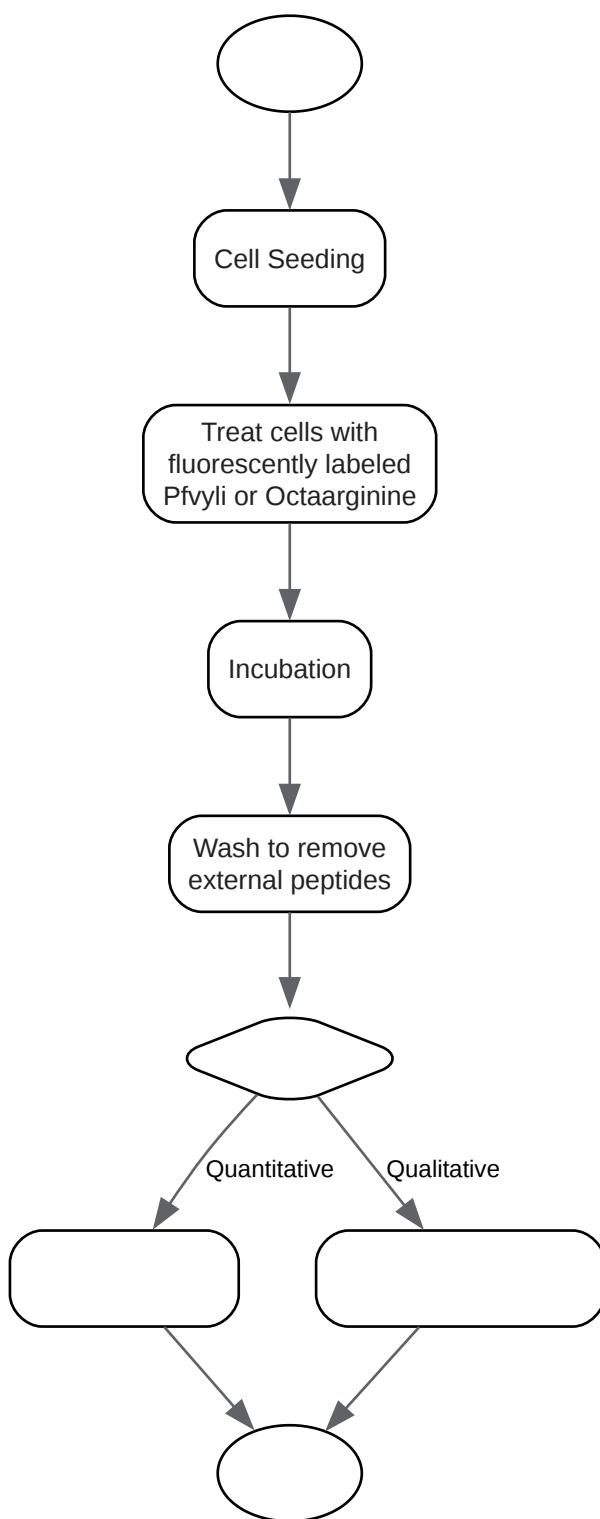 Cell Seeding
Treat cells with
fluorescently labeled
Pfvyli or Octaarginine
Incubation
Wash to remove
external peptides
Quantitative
Qualitative